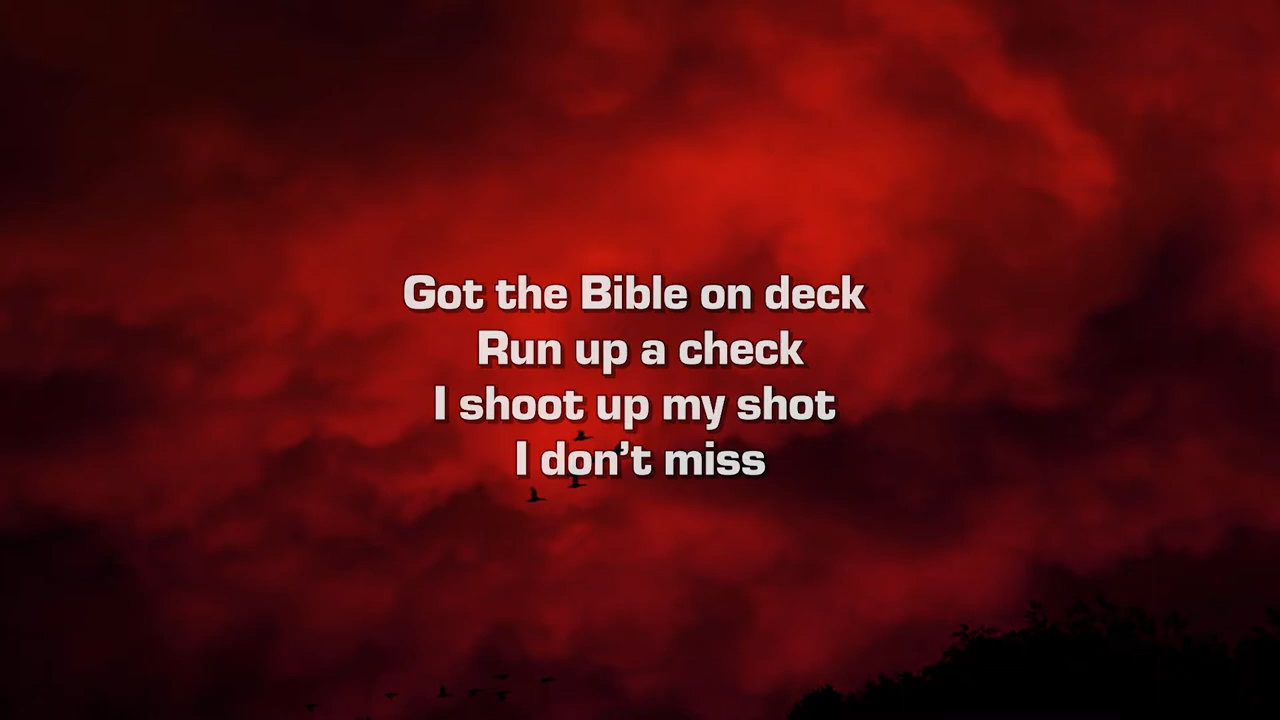 Got the Bible on deck
Run up a check
I shoot up my shot
I don’t miss